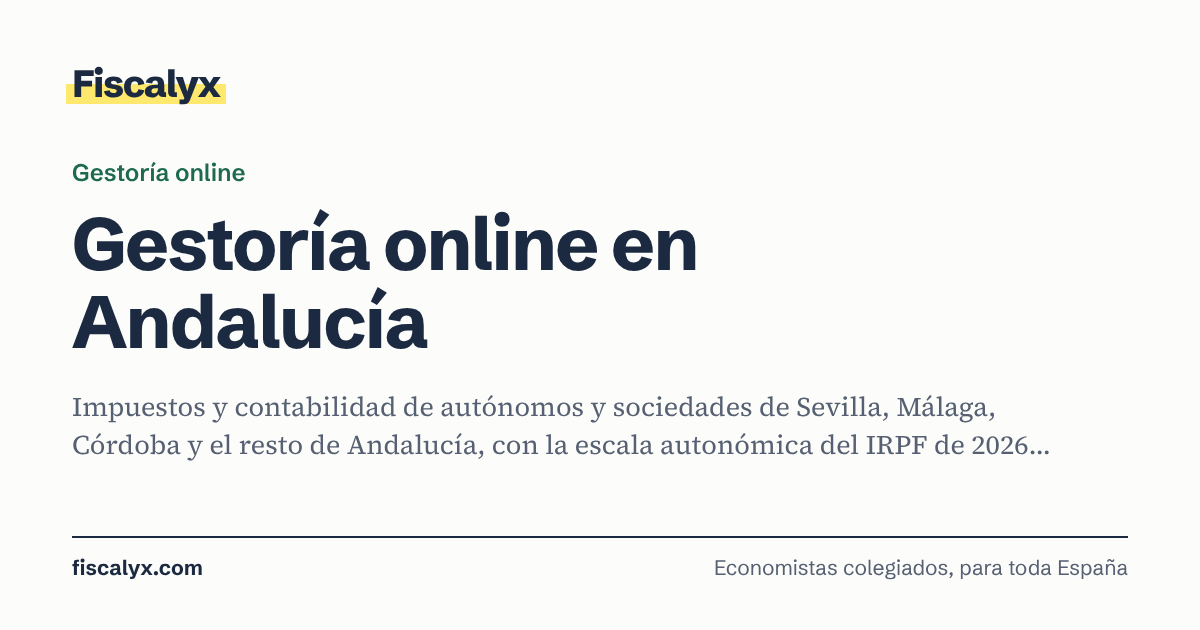 Fiscalyx
Gestoría online
Gestoría online en
Andalucía
Impuestos y contabilidad de autónomos y sociedades de Sevilla, Málaga,
Córdoba y el resto de Andalucía, con la escala autonómica del IRPF de 2026...
fiscalyx.com
Economistas colegiados, para toda España